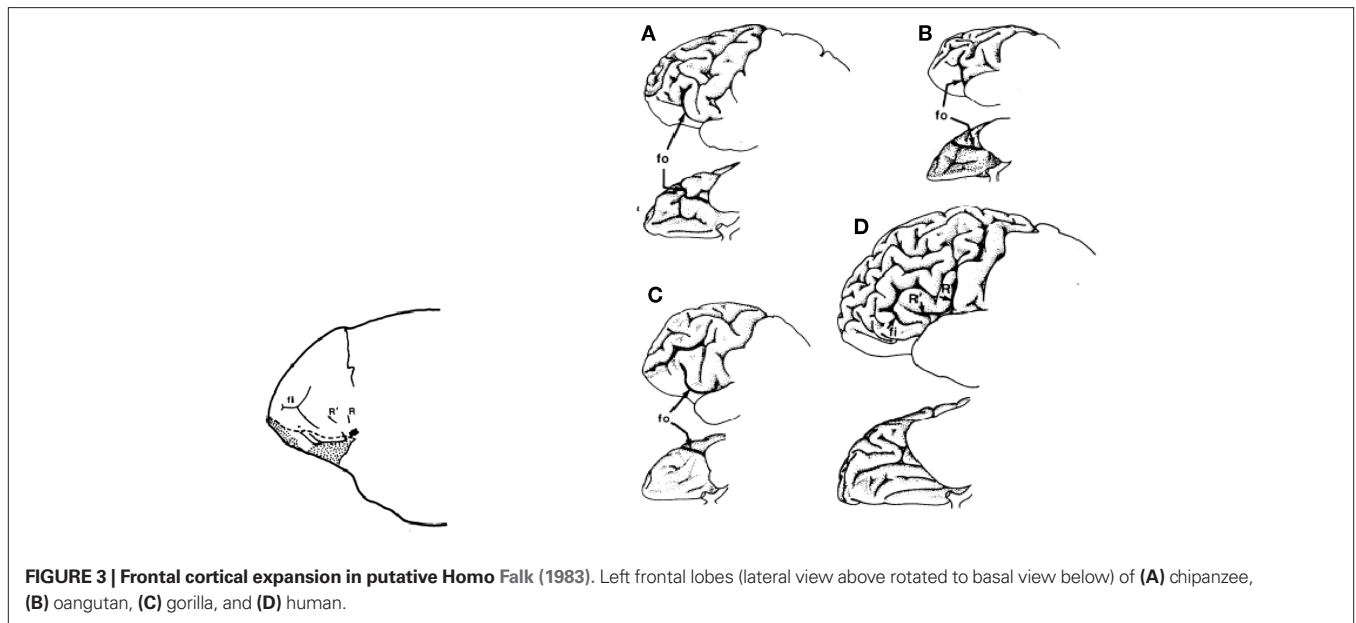 A
B
fo
fo
D
C
R'
R
fi
fi
R'
R
fo
FIGURE 3 | Frontal cortical expansion in putative Homo Falk (1983). Left frontal lobes (lateral view above rotated to basal view below) of (A) chipanzee,
(B) oangutan, (C) gorilla, and (D) human.